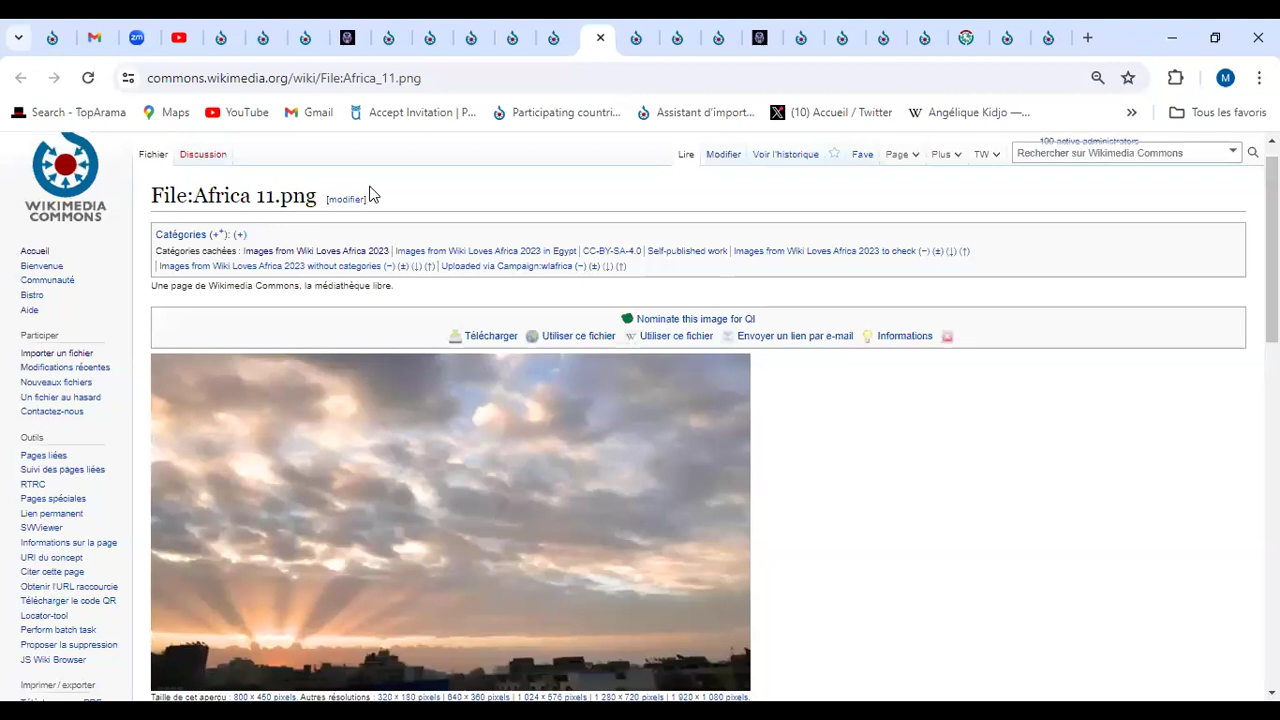 commons.wikimedia.org/wiki/File:Africa_11.png
M
Search - TopArama
Maps
YouTube
Gmail
Accept Invitation | P...
Participating countri...
Assistant d'import...
(10) Accueil / Twitter
Angélique Kidjo —...
Tous les favoris
100 active administrators
Fichier
Discussion
Lire
Modifier
Voir l'historique
Fave
Page
Plus
TW
Rechercher sur Wikimedia Commons
WIKIMEDIA
COMMONS
File:Africa 11.png [modifier]
Catégories (+⁺): (+)
Catégories cachées: Images from Wiki Loves Africa 2023 | Images from Wiki Loves Africa 2023 in Egypt | CC-BY-SA-4.0 | Self-published work | Images from Wiki Loves Africa 2023 to check (−) (±) (↓) (↑)
| Images from Wiki Loves Africa 2023 without categories (−) (±) (↓) (↑) | Uploaded via Campaign:wlafrica (−) (±) (↓) (↑)
Une page de Wikimedia Commons, la médiathèque libre.
Nominate this image for QI
Télécharger
Utiliser ce fichier
Utiliser ce fichier
Envoyer un lien par e-mail
Informations
Accueil
Bienvenue
Communauté
Bistro
Aide
Participer
Importer un fichier
Modifications récentes
Nouveaux fichiers
Un fichier au hasard
Contactez-nous
Outils
Pages liées
Suivi des pages liées
RTRC
Pages spéciales
Lien permanent
SWViewer
Informations sur la page
URI du concept
Citer cette page
Obtenir l'URL raccourcie
Télécharger le code QR
Locator-tool
Perform batch task
Proposer la suppression
JS Wiki Browser
Imprimer / exporter
Taille de cet aperçu : 800 × 450 pixels. Autres résolutions : 320 × 180 pixels | 640 × 360 pixels | 1 024 × 576 pixels | 1 280 × 720 pixels | 1 920 × 1 080 pixels.